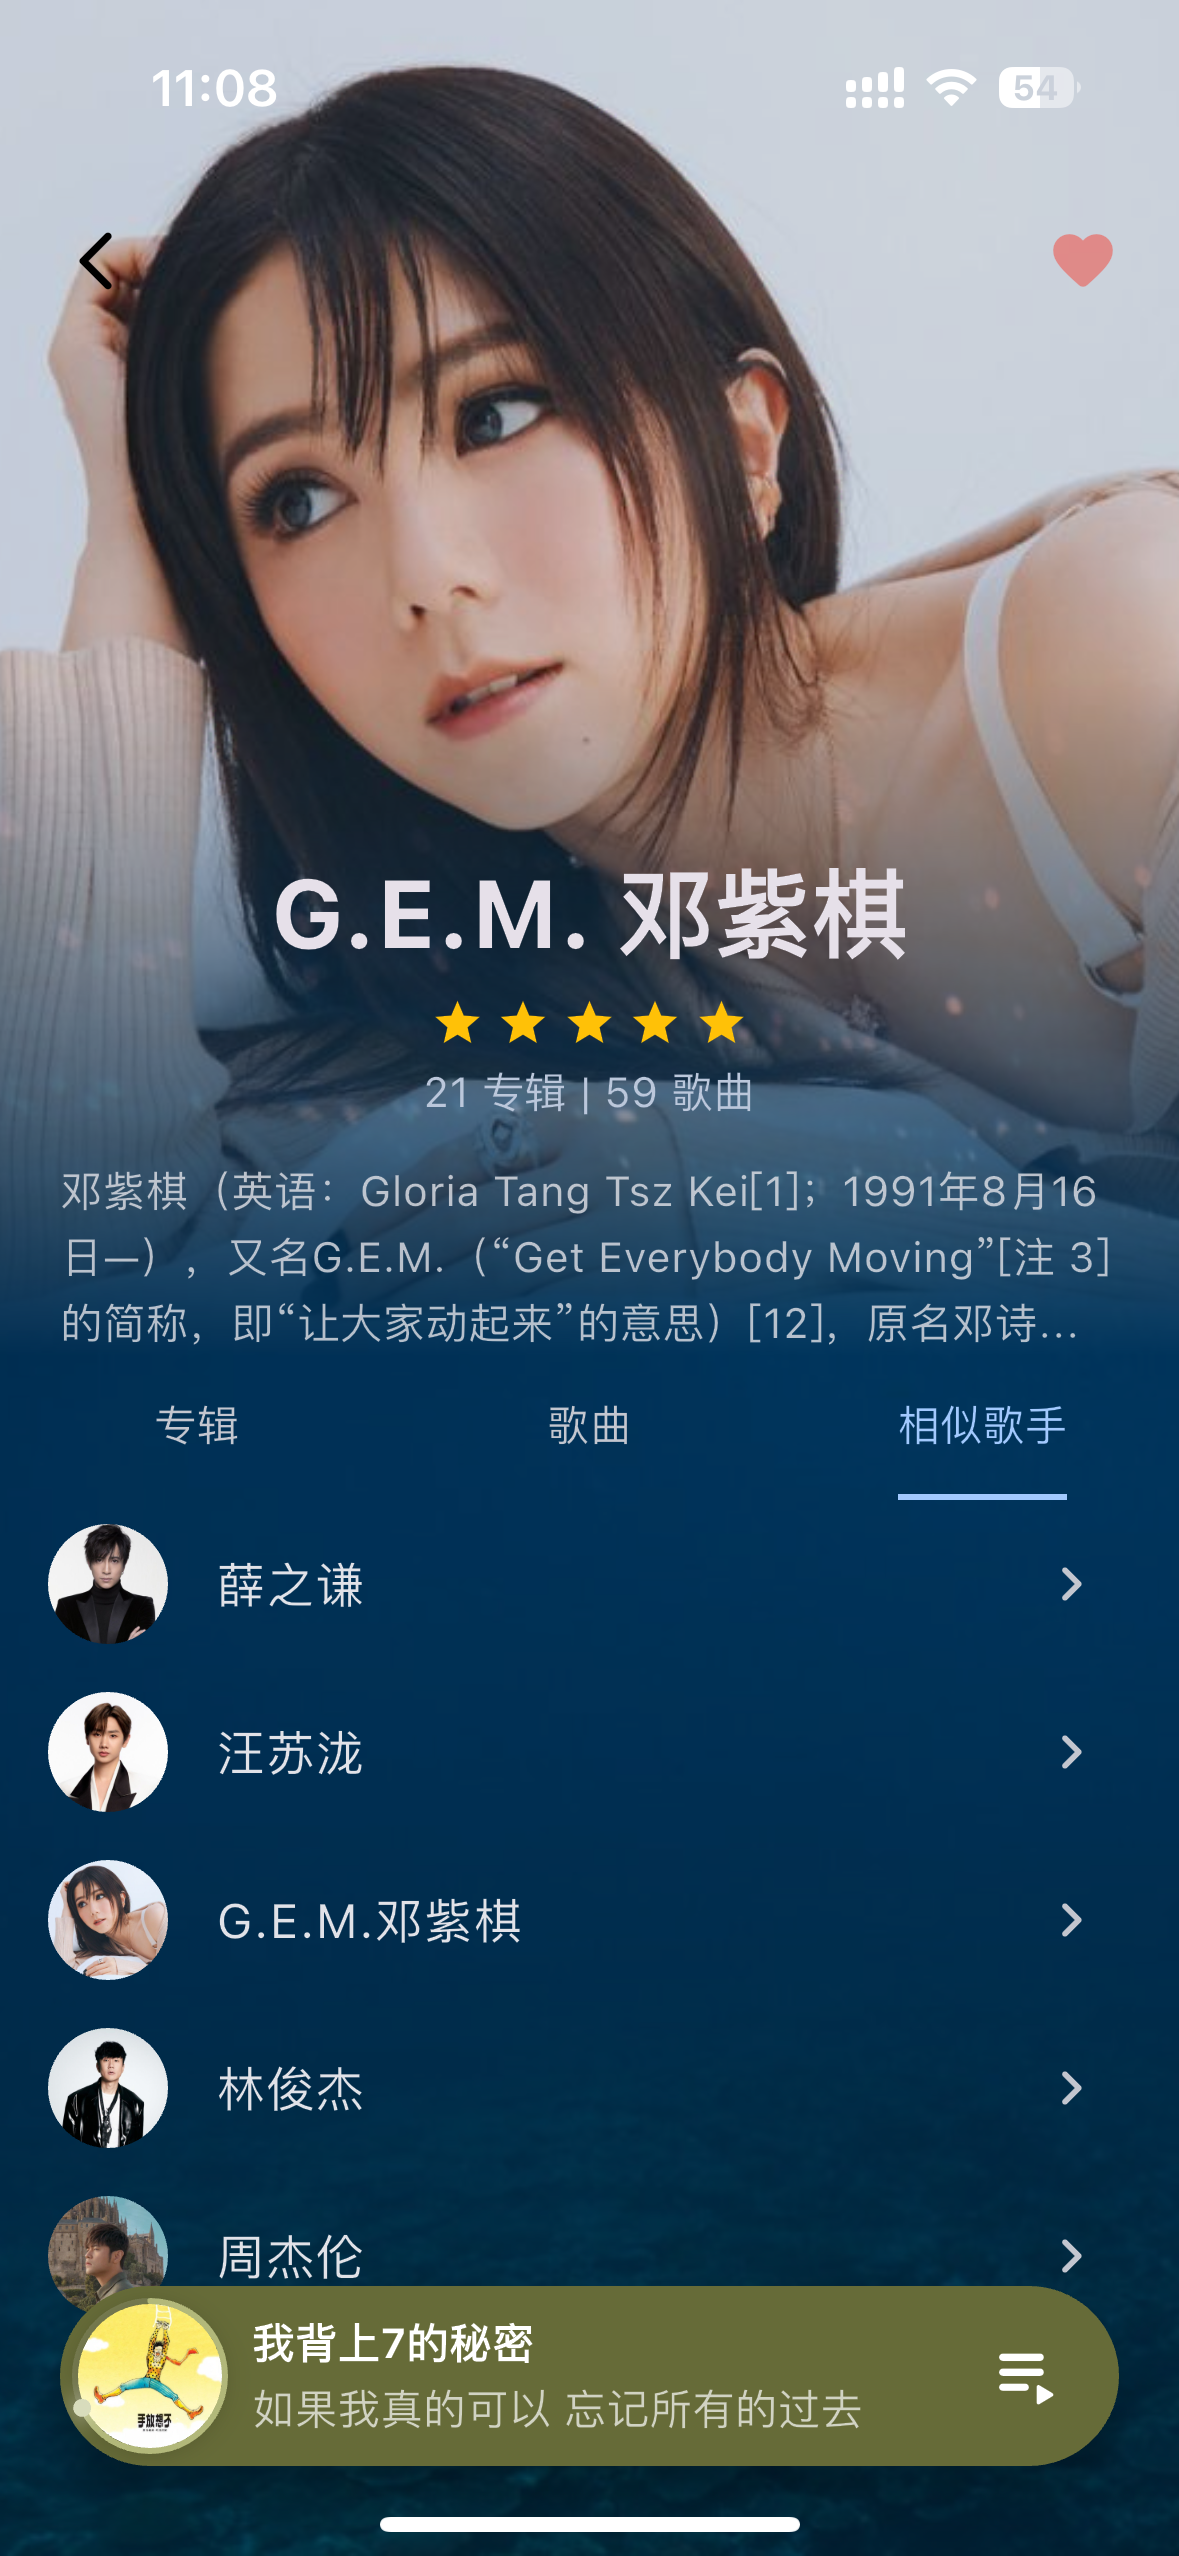 11:08
54
G.E.M. 邓紫棋
21 专辑 | 59 歌曲
邓紫棋（英语：Gloria Tang Tsz Kei[1]；1991年8月16
日—），又名G.E.M.（“Get Everybody Moving”[注 3]
的简称，即“让大家动起来”的意思）[12]，原名邓诗...
专辑
歌曲
相似歌手
薛之谦
汪苏泷
G.E.M.邓紫棋
林俊杰
周杰伦
我背上7的秘密
如果我真的可以 忘记所有的过去
手放想不